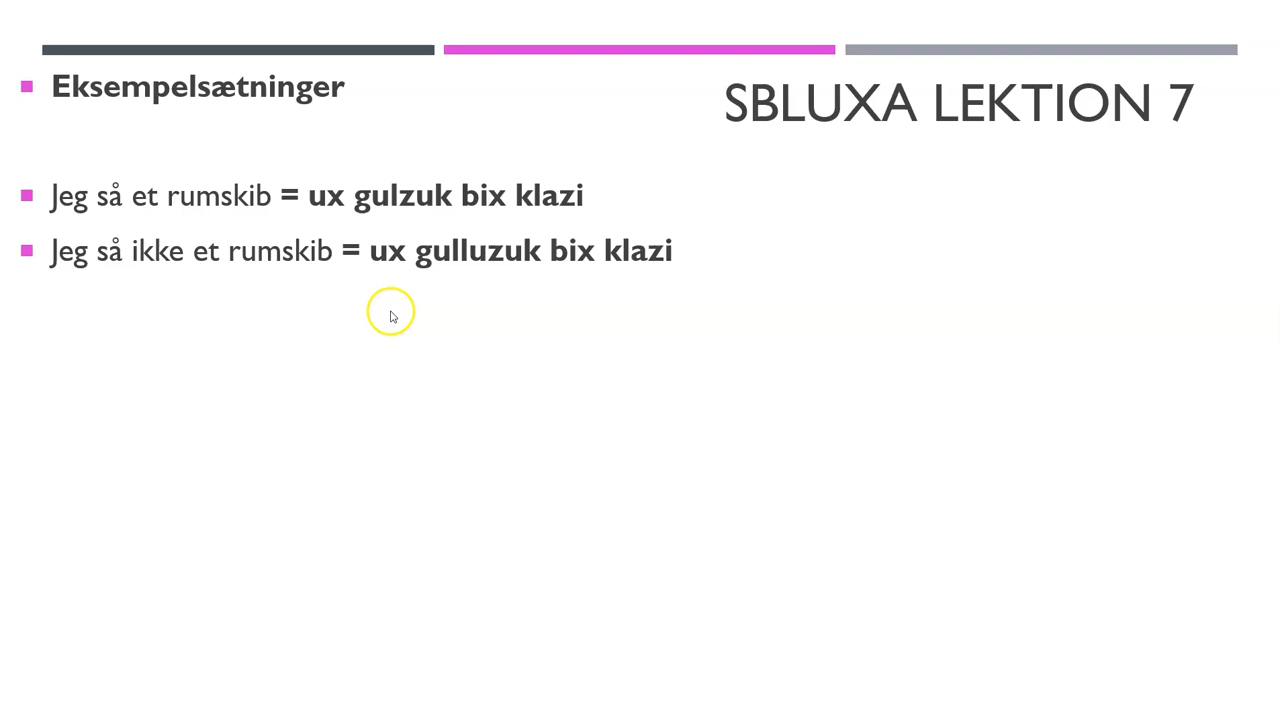 SBLUXA LEKTION 7
Eksempelsætninger
Jeg så et rumskib = ux gulzuk bix klazi
Jeg så ikke et rumskib = ux gulluzuk bix klazi